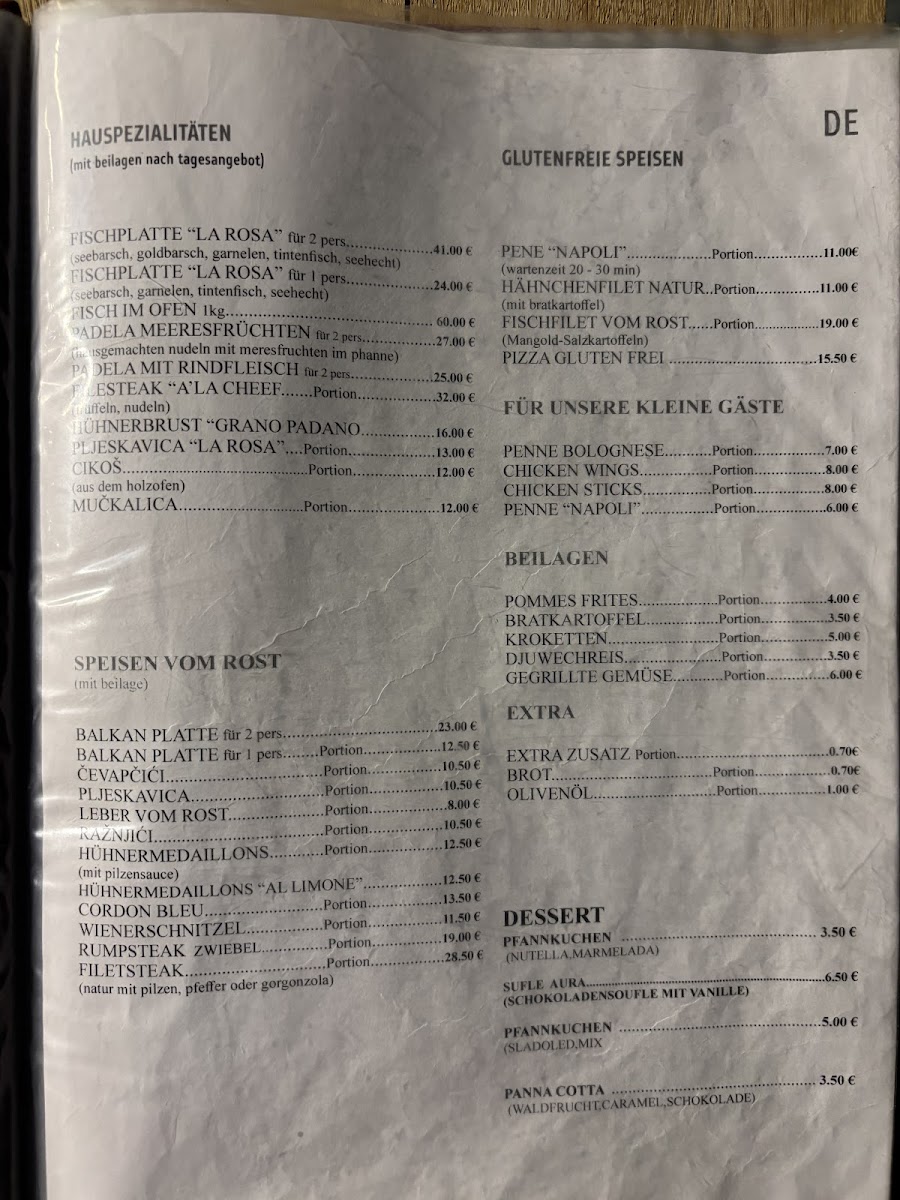 DE
HAUSPEZIALITÄTEN
(mit beilagen nach tagesangebot)
FISCHPLATTE “LA ROSA” für 2 pers.....................41.00 €
(seebarsch, goldbarsch, garnelen, tintenfisch, seehecht)
FISCHPLATTE “LA ROSA” für 1 pers.....................24.00 €
(seebarsch, garnelen, tintenfisch, seehecht)
FISCH IM OFEN 1kg..................................................... 60.00 €
PADELA MEERESFRÜCHTEN für 2 pers..................27.00 €
(hausgemachten nudeln mit meresfruchten im phanne)
PADELA MIT RINDFLEISCH für 2 pers....................25.00 €
FILESTEAK “A’LA CHEEF.......Portion....................32.00 €
(trüffeln, nudeln)
HÜHNERBRUST “GRANO PADANO....................16.00 €
PLJESKAVICA “LA ROSA”....Portion....................13.00 €
CIKOŠ...............................................Portion....................12.00 €
(aus dem holzofen)
MUČKALICA...............................Portion......................12.00 €
SPEISEN VOM ROST
(mit beilage)
BALKAN PLATTE für 2 pers.......................................23.00 €
BALKAN PLATTE für 1 pers........Portion..................12.50 €
ČEVAPČIĆI.......................................Portion..................10.50 €
PLJESKAVICA.................................Portion..................10.50 €
LEBER VOM ROST........................Portion..................8.00 €
RAŽNJIĆI..........................................Portion..................10.50 €
HÜHNERMEDAILLONS............Portion..................12.50 €
(mit pilzensauce)
HÜHNERMEDAILLONS “AL LIMONE”...................12.50 €
CORDON BLEU.............................Portion..................13.50 €
WIENERSCHNITZEL...................Portion..................11.50 €
RUMPSTEAK ZWIEBEL................Portion..................19.00 €
FILETSTEAK...................................Portion..................28.50 €
(natur mit pilzen, pfeffer oder gorgonzola)
GLUTENFREIE SPEISEN
PENE “NAPOLI”....................Portion................11.00€
(wartenzeit 20 - 30 min)
HÄHNCHENFILET NATUR..Portion...............11.00 €
(mit bratkartoffel)
FISCHFILET VOM ROST......Portion..................19.00 €
(Mangold-Salzkartoffeln)
PIZZA GLUTEN FREI ....................................15.50 €
FÜR UNSERE KLEINE GÄSTE
PENNE BOLOGNESE...........Portion.................7.00 €
CHICKEN WINGS..................Portion.................8.00 €
CHICKEN STICKS.................Portion.................8.00 €
PENNE “NAPOLI”.................Portion.................6.00 €
BEILAGEN
POMMES FRITES...................Portion................4.00 €
BRATKARTOFFEL.................Portion................3.50 €
KROKETTEN..........................Portion................5.00 €
DJUWECHREIS.......................Portion...............3.50 €
GEGRILLTE GEMÜSE...........Portion...............6.00 €
EXTRA
EXTRA ZUSATZ Portion.....................................0.70€
BROT.......................................Portion..................0.70€
OLIVENÖL..............................Portion................1.00 €
DESSERT
PFANNKUCHEN ................................................ 3.50 €
(NUTELLA,MARMELADA)
SUFLE AURA.......................................................6.50 €
(SCHOKOLADENSOUFLE MIT VANILLE)
PFANNKUCHEN ................................................5.00 €
(SLADOLED,MIX
PANNA COTTA ................................................. 3.50 €
(WALDFRUCHT,CARAMEL,SCHOKOLADE)